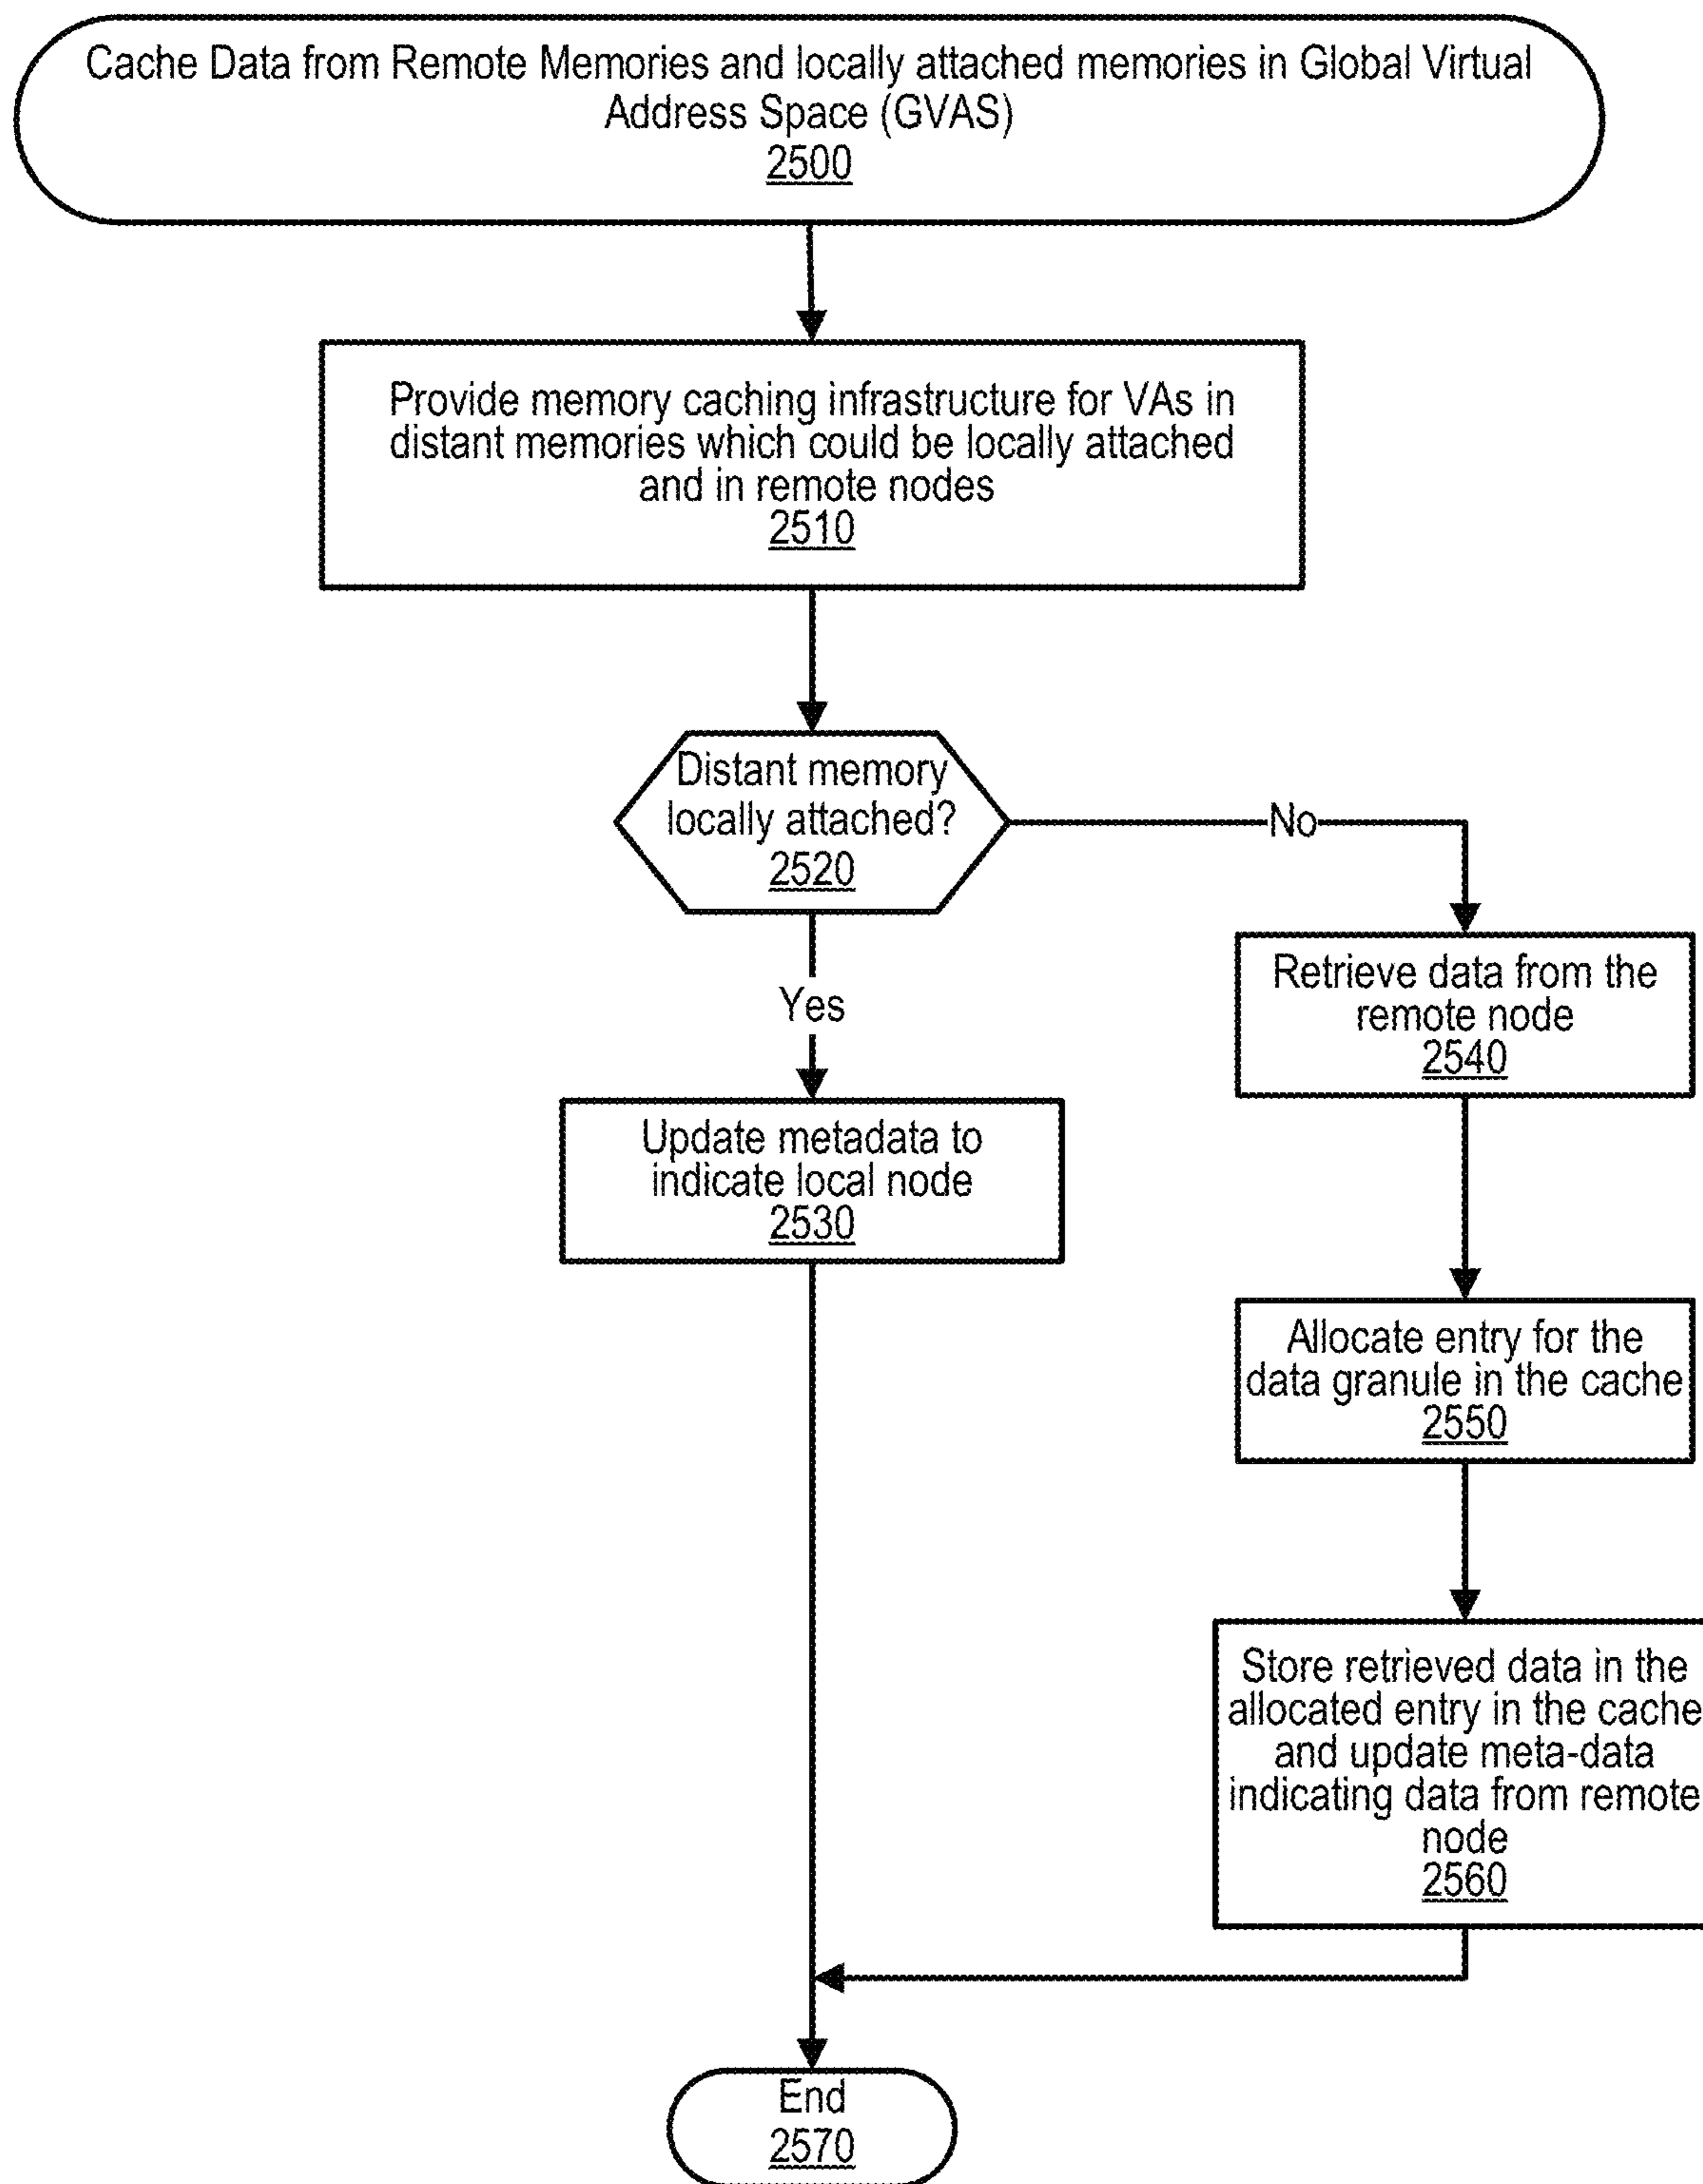 Cache Data from Remote Memories and locally attached memories in Global Virtual
Address Space (GVAS)
2500
Provide memory caching infrastructure for VAs in
distant memories which could be locally attached
and in remote nodes
2510
Distant memory
locally attached?
2520
No
Yes
Retrieve data from the
remote node
2540
Update metadata to
indicate local node
2530
Allocate entry for the
data granule in the cache
2550
Store retrieved data in the
allocated entry in the cache
and update meta-data
indicating data from remote
node
2560
End
2570